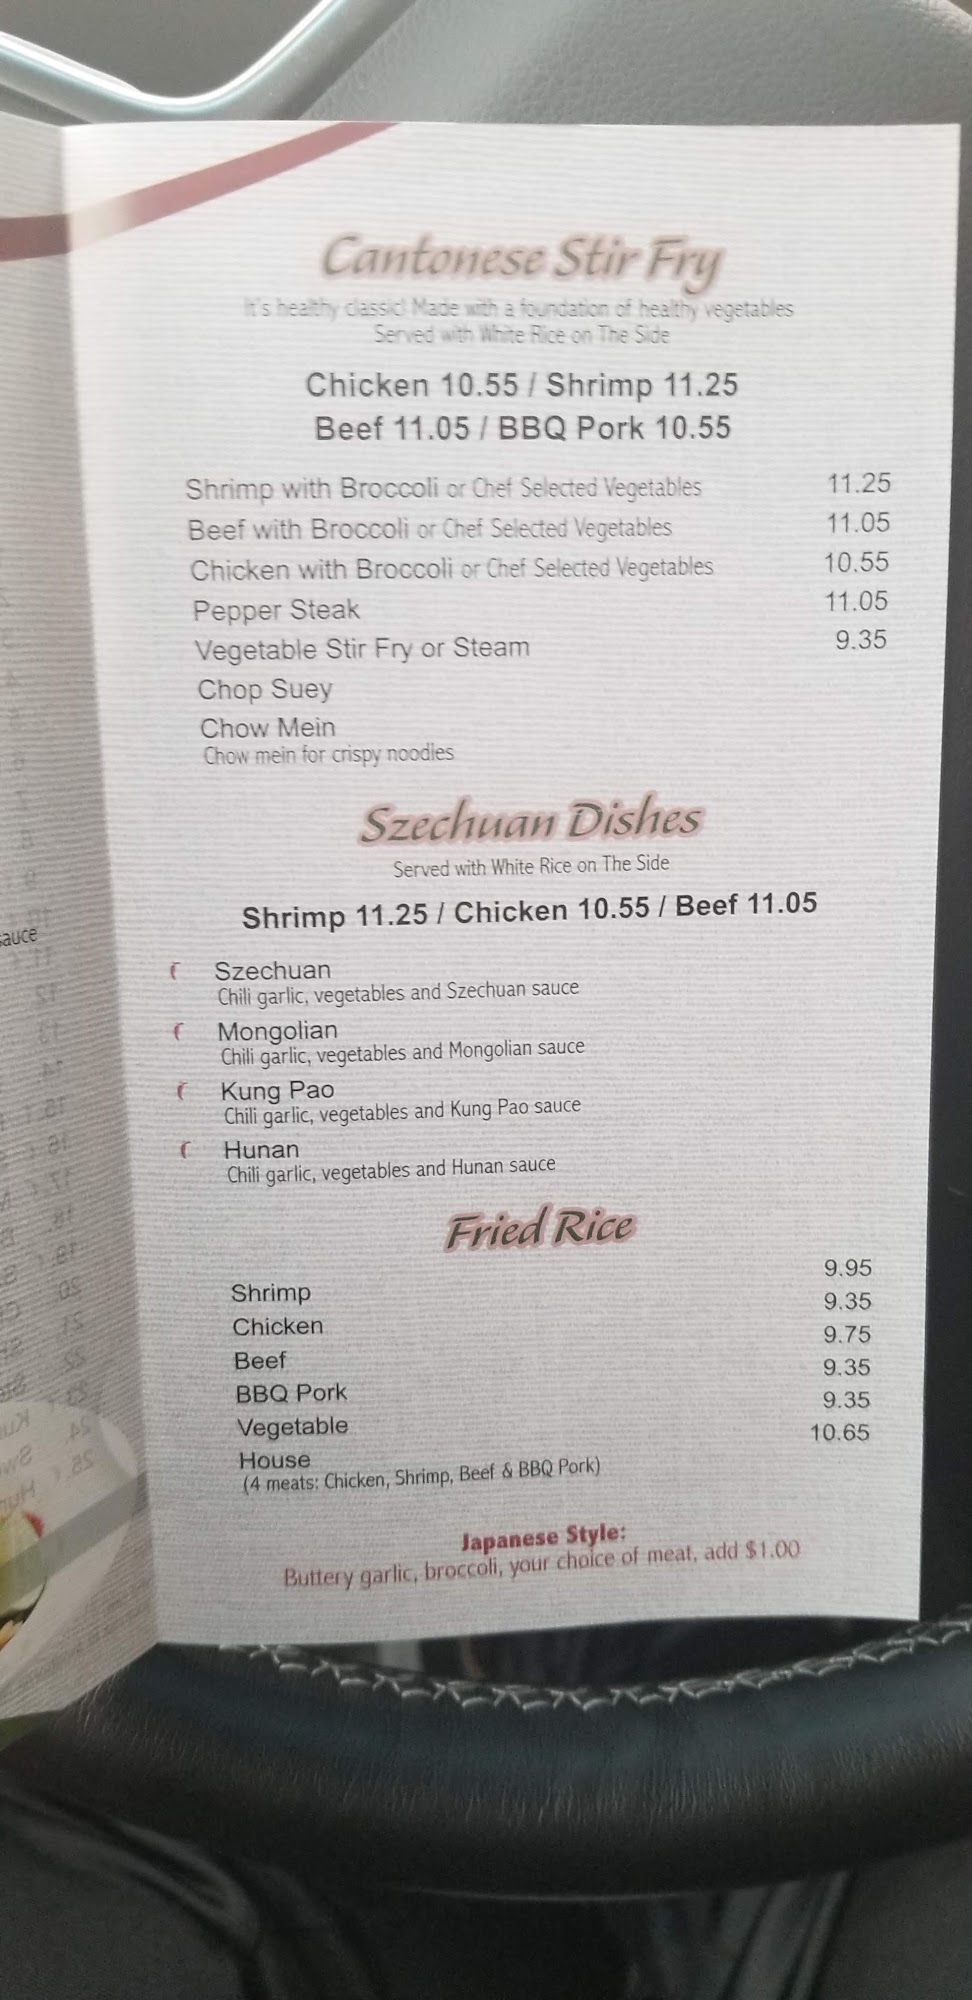 Cantonese Stir Fry
It's healthy classic! Made with a foundation of healthy vegetables
Served with White Rice on The Side
Chicken 10.55 / Shrimp 11.25
Beef 11.05 / BBQ Pork 10.55
Shrimp with Broccoli or Chef Selected Vegetables 11.25
Beef with Broccoli or Chef Selected Vegetables 11.05
Chicken with Broccoli or Chef Selected Vegetables 10.55
Pepper Steak 11.05
Vegetable Stir Fry or Steam 9.35
Chop Suey
Chow Mein
Chow mein for crispy noodles
Szechuan Dishes
Served with White Rice on The Side
Shrimp 11.25 / Chicken 10.55 / Beef 11.05
Szechuan
Chili garlic, vegetables and Szechuan sauce
Mongolian
Chili garlic, vegetables and Mongolian sauce
Kung Pao
Chili garlic, vegetables and Kung Pao sauce
Hunan
Chili garlic, vegetables and Hunan sauce
Fried Rice
Shrimp 9.95
Chicken 9.35
Beef 9.75
BBQ Pork 9.35
Vegetable 9.35
House 10.65
(4 meats: Chicken, Shrimp, Beef & BBQ Pork)
Japanese Style:
Buttery garlic, broccoli, your choice of meat, add $1.00
sauce